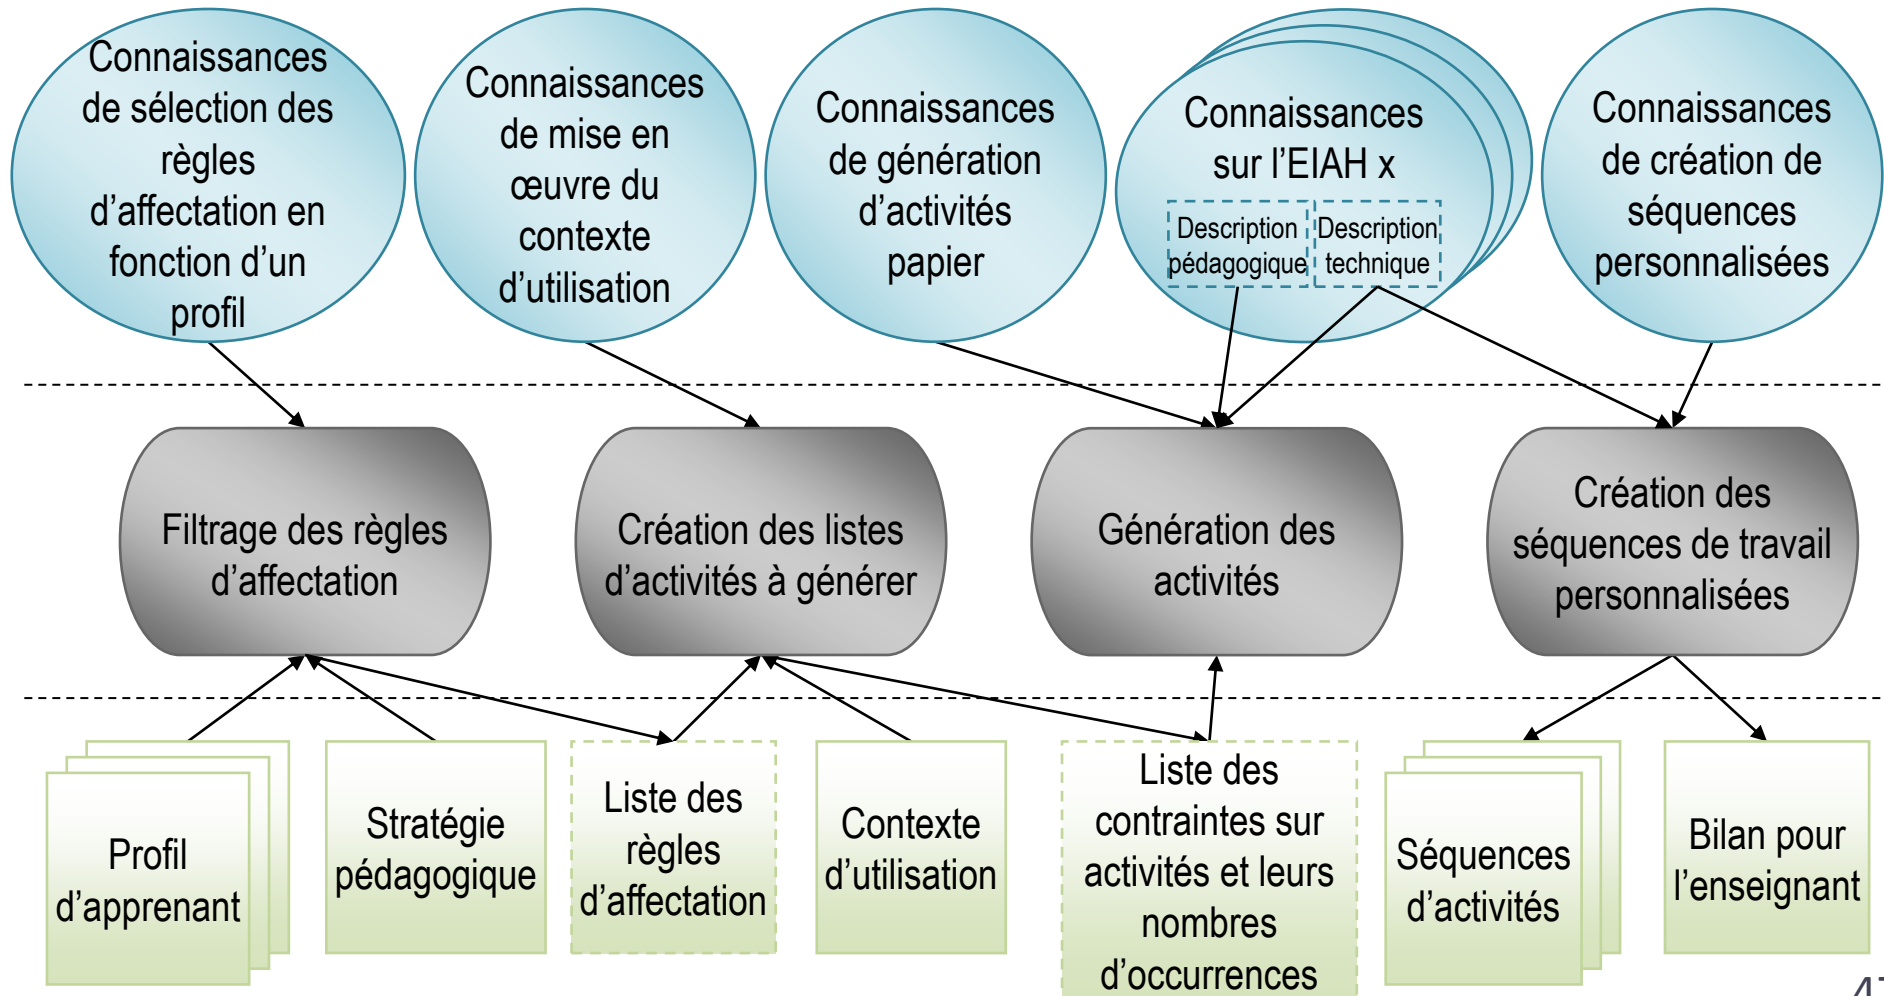 Connaissances
de sélection des
règles
d’affectation en
fonction d’un
profil
Connaissances
de mise en
œuvre du
contexte
d’utilisation
Connaissances
de génération
d’activités
papier
Connaissances
sur l’EIAH x
Description
pédagogique
Description
technique
Connaissances
de création de
séquences
personnalisées
Filtrage des règles
d’affectation
Création des listes
d’activités à générer
Génération des
activités
Création des
séquences de travail
personnalisées
Profil
d’apprenant
Stratégie
pédagogique
Liste des
règles
d’affectation
Contexte
d’utilisation
Liste des
contraintes sur
activités et leurs
nombres
d’occurrences
Séquences
d’activités
Bilan pour
l’enseignant